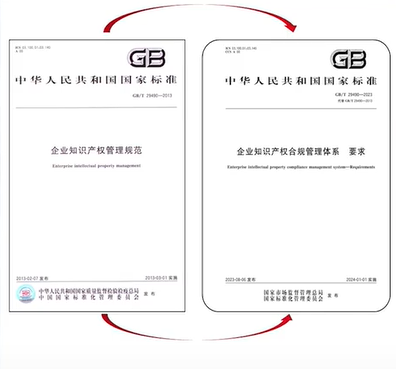 GB
中华人民共和国国家标准
GB/T 29490—2013
企业知识产权管理规范
Enterprise intellectual property management
2013-02-07 发布
2013-03-01 实施
中华人民共和国国家质量监督检验检疫总局
中国国家标准化管理委员会
发布
GB
中华人民共和国国家标准
GB/T 29490—2023
代替 GB/T 29490—2013
企业知识产权合规管理体系 要求
Enterprise intellectual property compliance management system—Requirements
2023-08-06 发布
2024-01-01 实施
国家市场监督管理总局
国家标准化管理委员会
发布